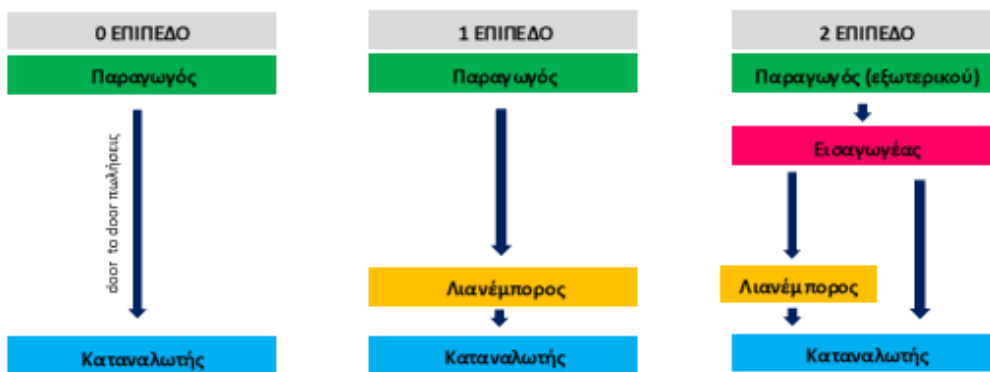 0 ΕΠΙΠΕΔΟ
Παραγωγός
door to door πωλήσεις
Καταναλωτής
1 ΕΠΙΠΕΔΟ
Παραγωγός
Λιανέμπορος
Καταναλωτής
2 ΕΠΙΠΕΔΟ
Παραγωγός (εξωτερικού)
Εισαγωγέας
Λιανέμπορος
Καταναλωτής